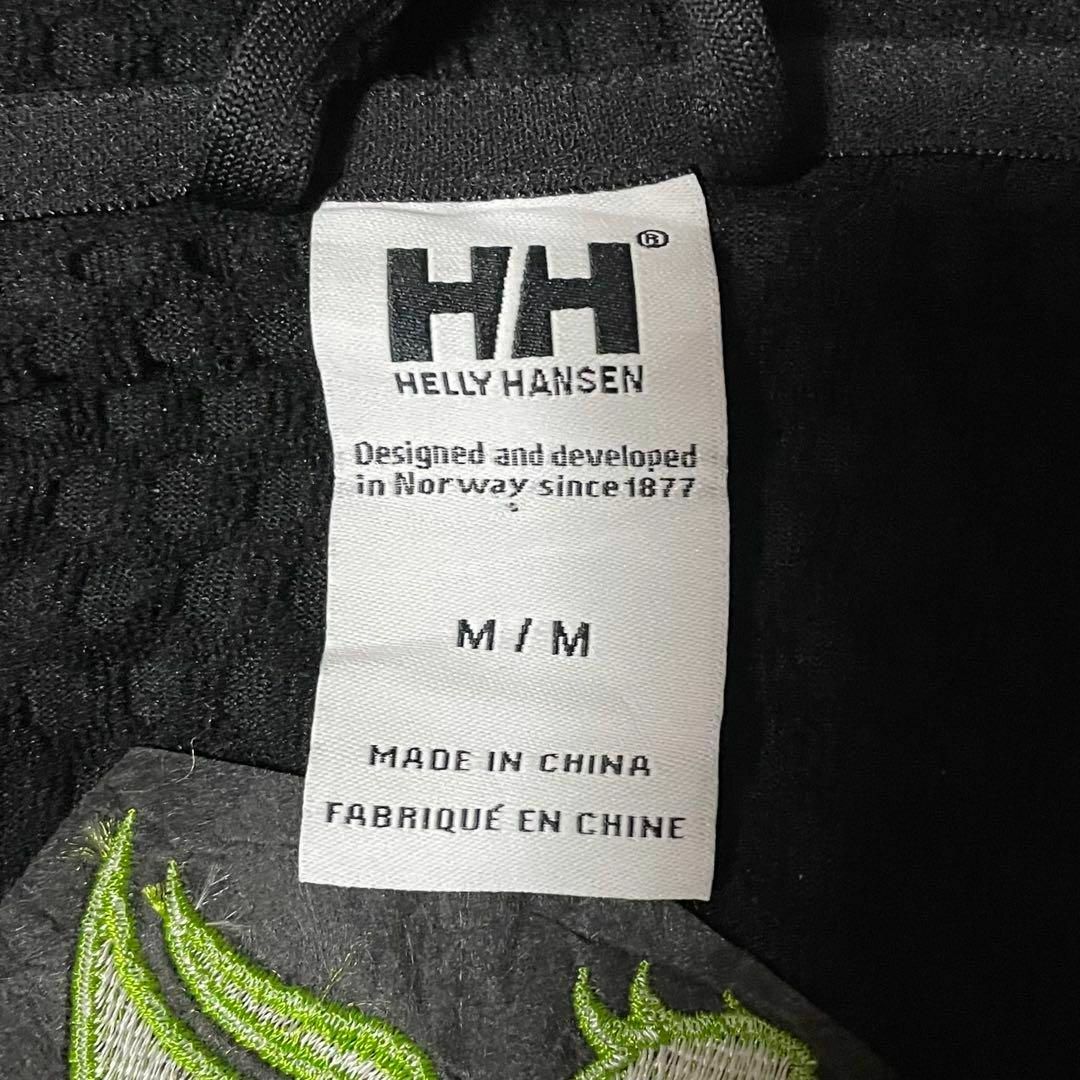 HH®
HELLY HANSEN
Designed and developed
in Norway since 1877
M / M
MADE IN CHINA
FABRIQUÉ EN CHINE